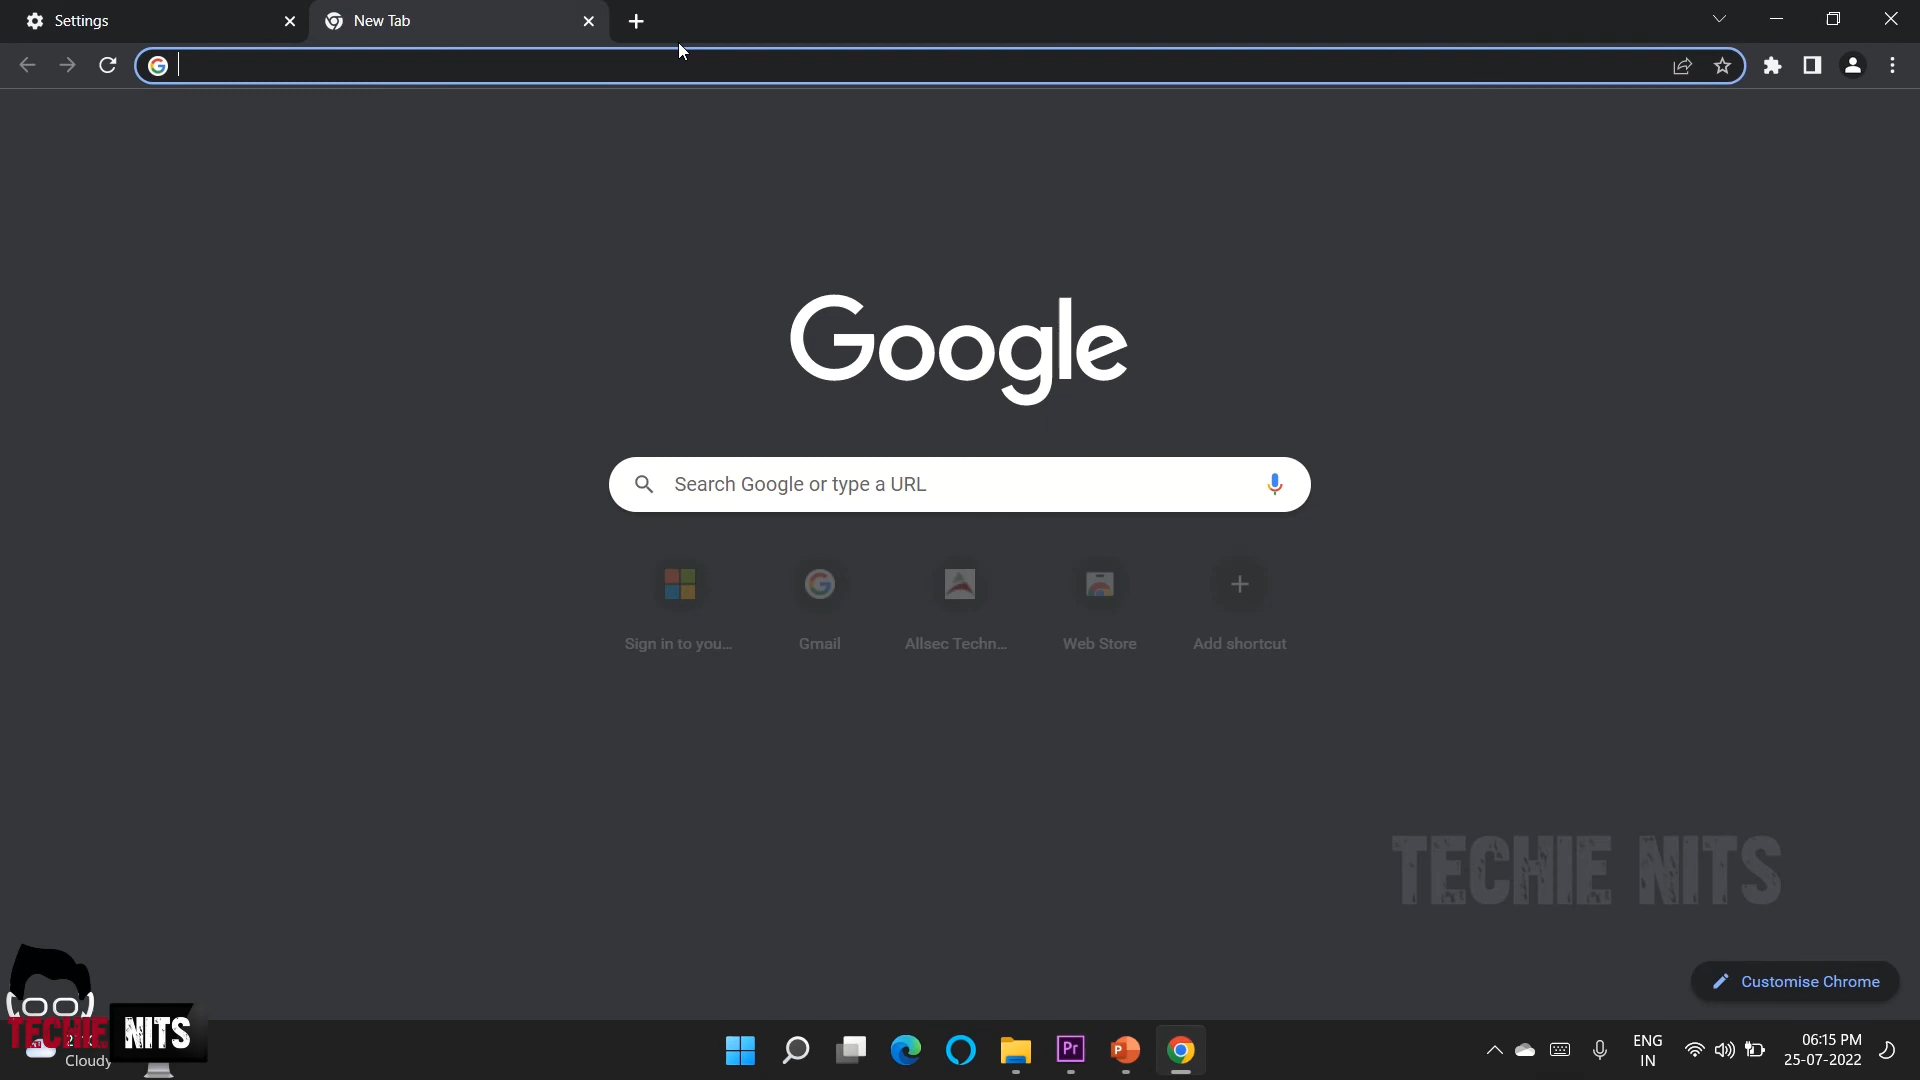 Settings
New Tab
Google
Search Google or type a URL
Sign in to you...
Gmail
Allsec Techn...
Web Store
Add shortcut
TECHIE NITS
Customise Chrome
TECHIE NITS
Cloudy
Pr
P
ENG
IN
06:15 PM
25-07-2022